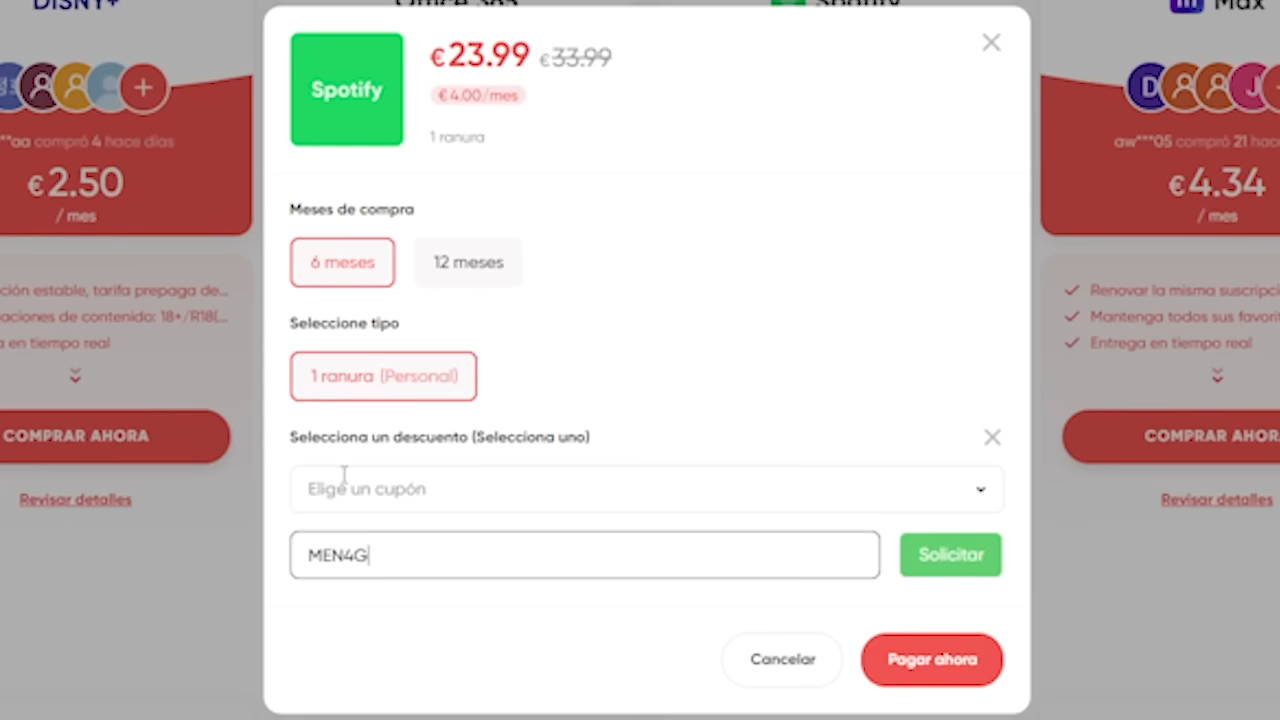 DISNY+
Office 365
Spotify
Max
Spotify
€23.99 €33.99
€4.00/mes
1 ranura
Meses de compra
6 meses
12 meses
Seleccione tipo
1 ranura (Personal)
Selecciona un descuento (Selecciona uno)
Elige un cupón
MEN4G
Solicitar
Cancelar
Pagar ahora
***aa compró 4 hace días
€2.50
/ mes
ción estable, tarifa prepaga de...
aciones de contenido: 18+/R18(...
a en tiempo real
COMPRAR AHORA
Revisar detalles
D
J
aw***05 compró 21 hac
€4.34
/ mes
Renovar la misma suscripci
Mantenga todos sus favori
Entrega en tiempo real
COMPRAR AHOR
Revisar detalles